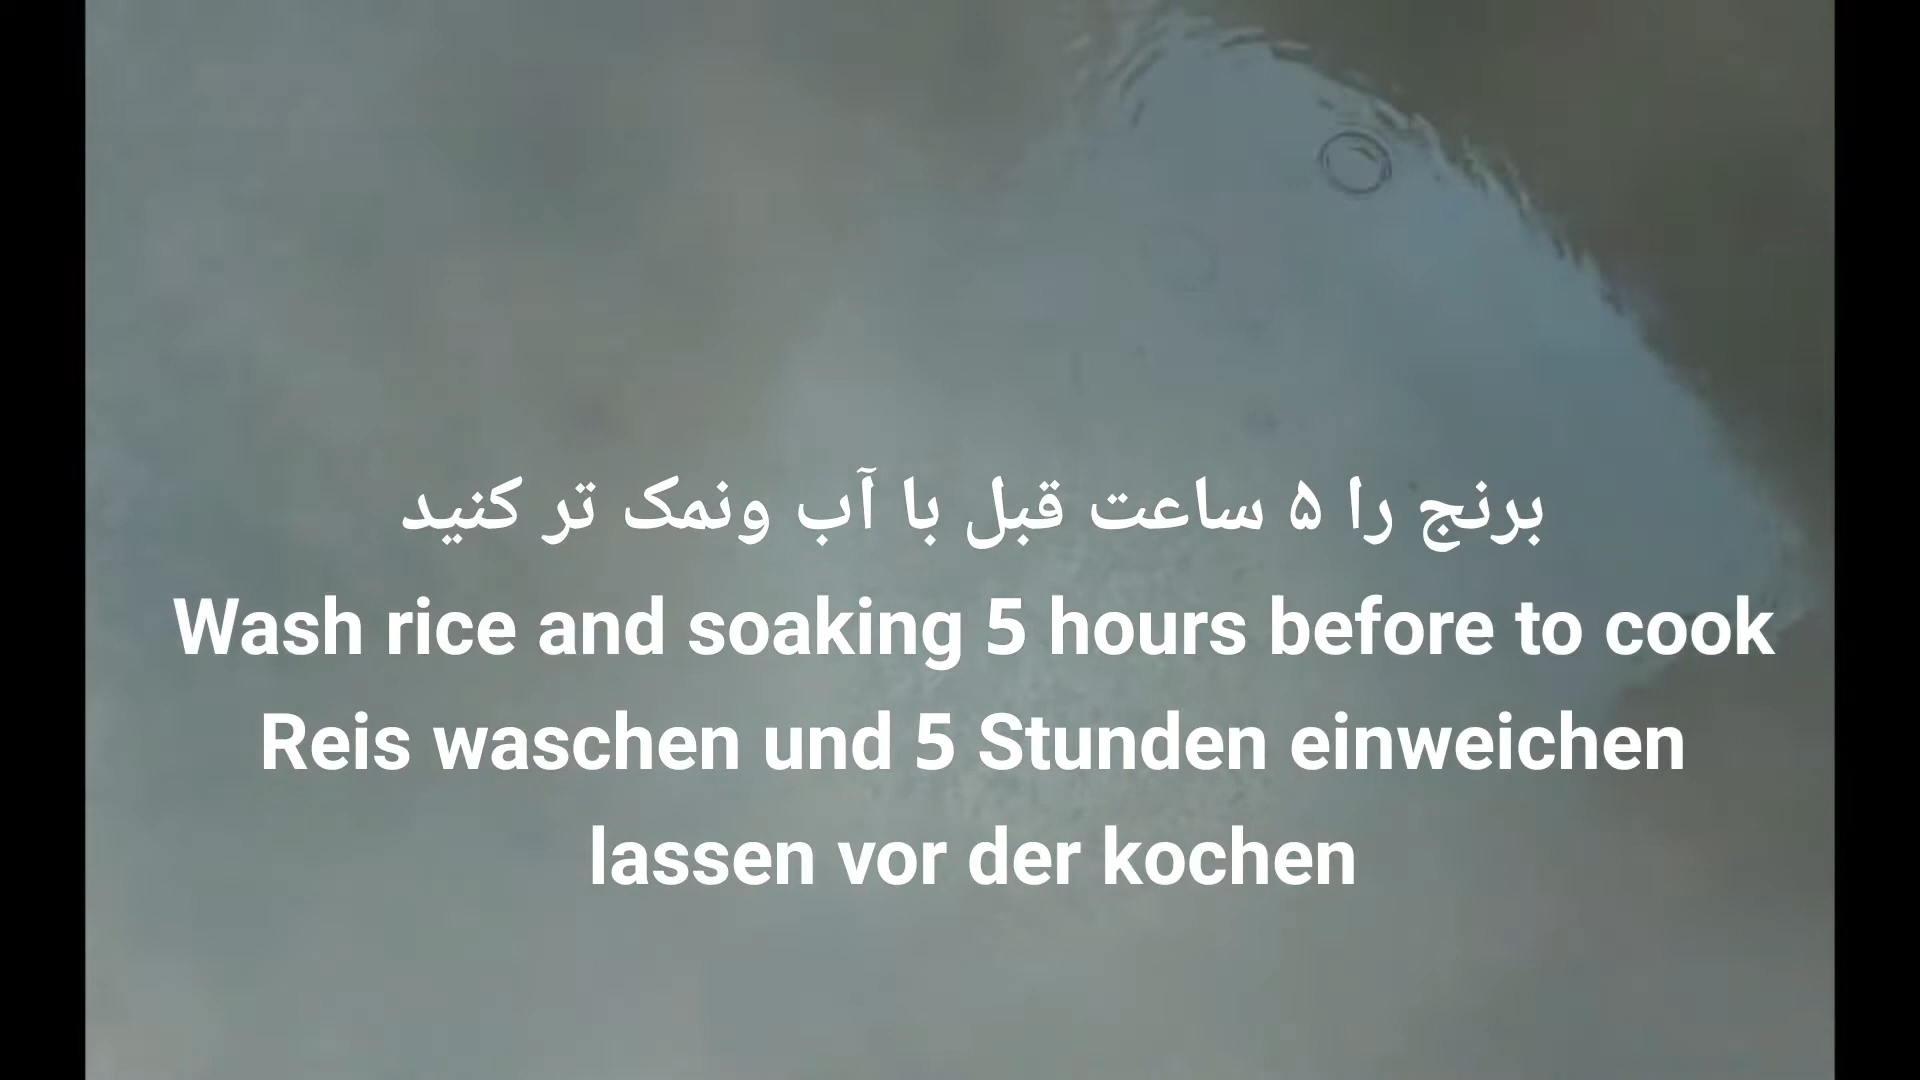 برنج را ۵ ساعت قبل با آب ونمک تر کنید
Wash rice and soaking 5 hours before to cook
Reis waschen und 5 Stunden einweichen
lassen vor der kochen